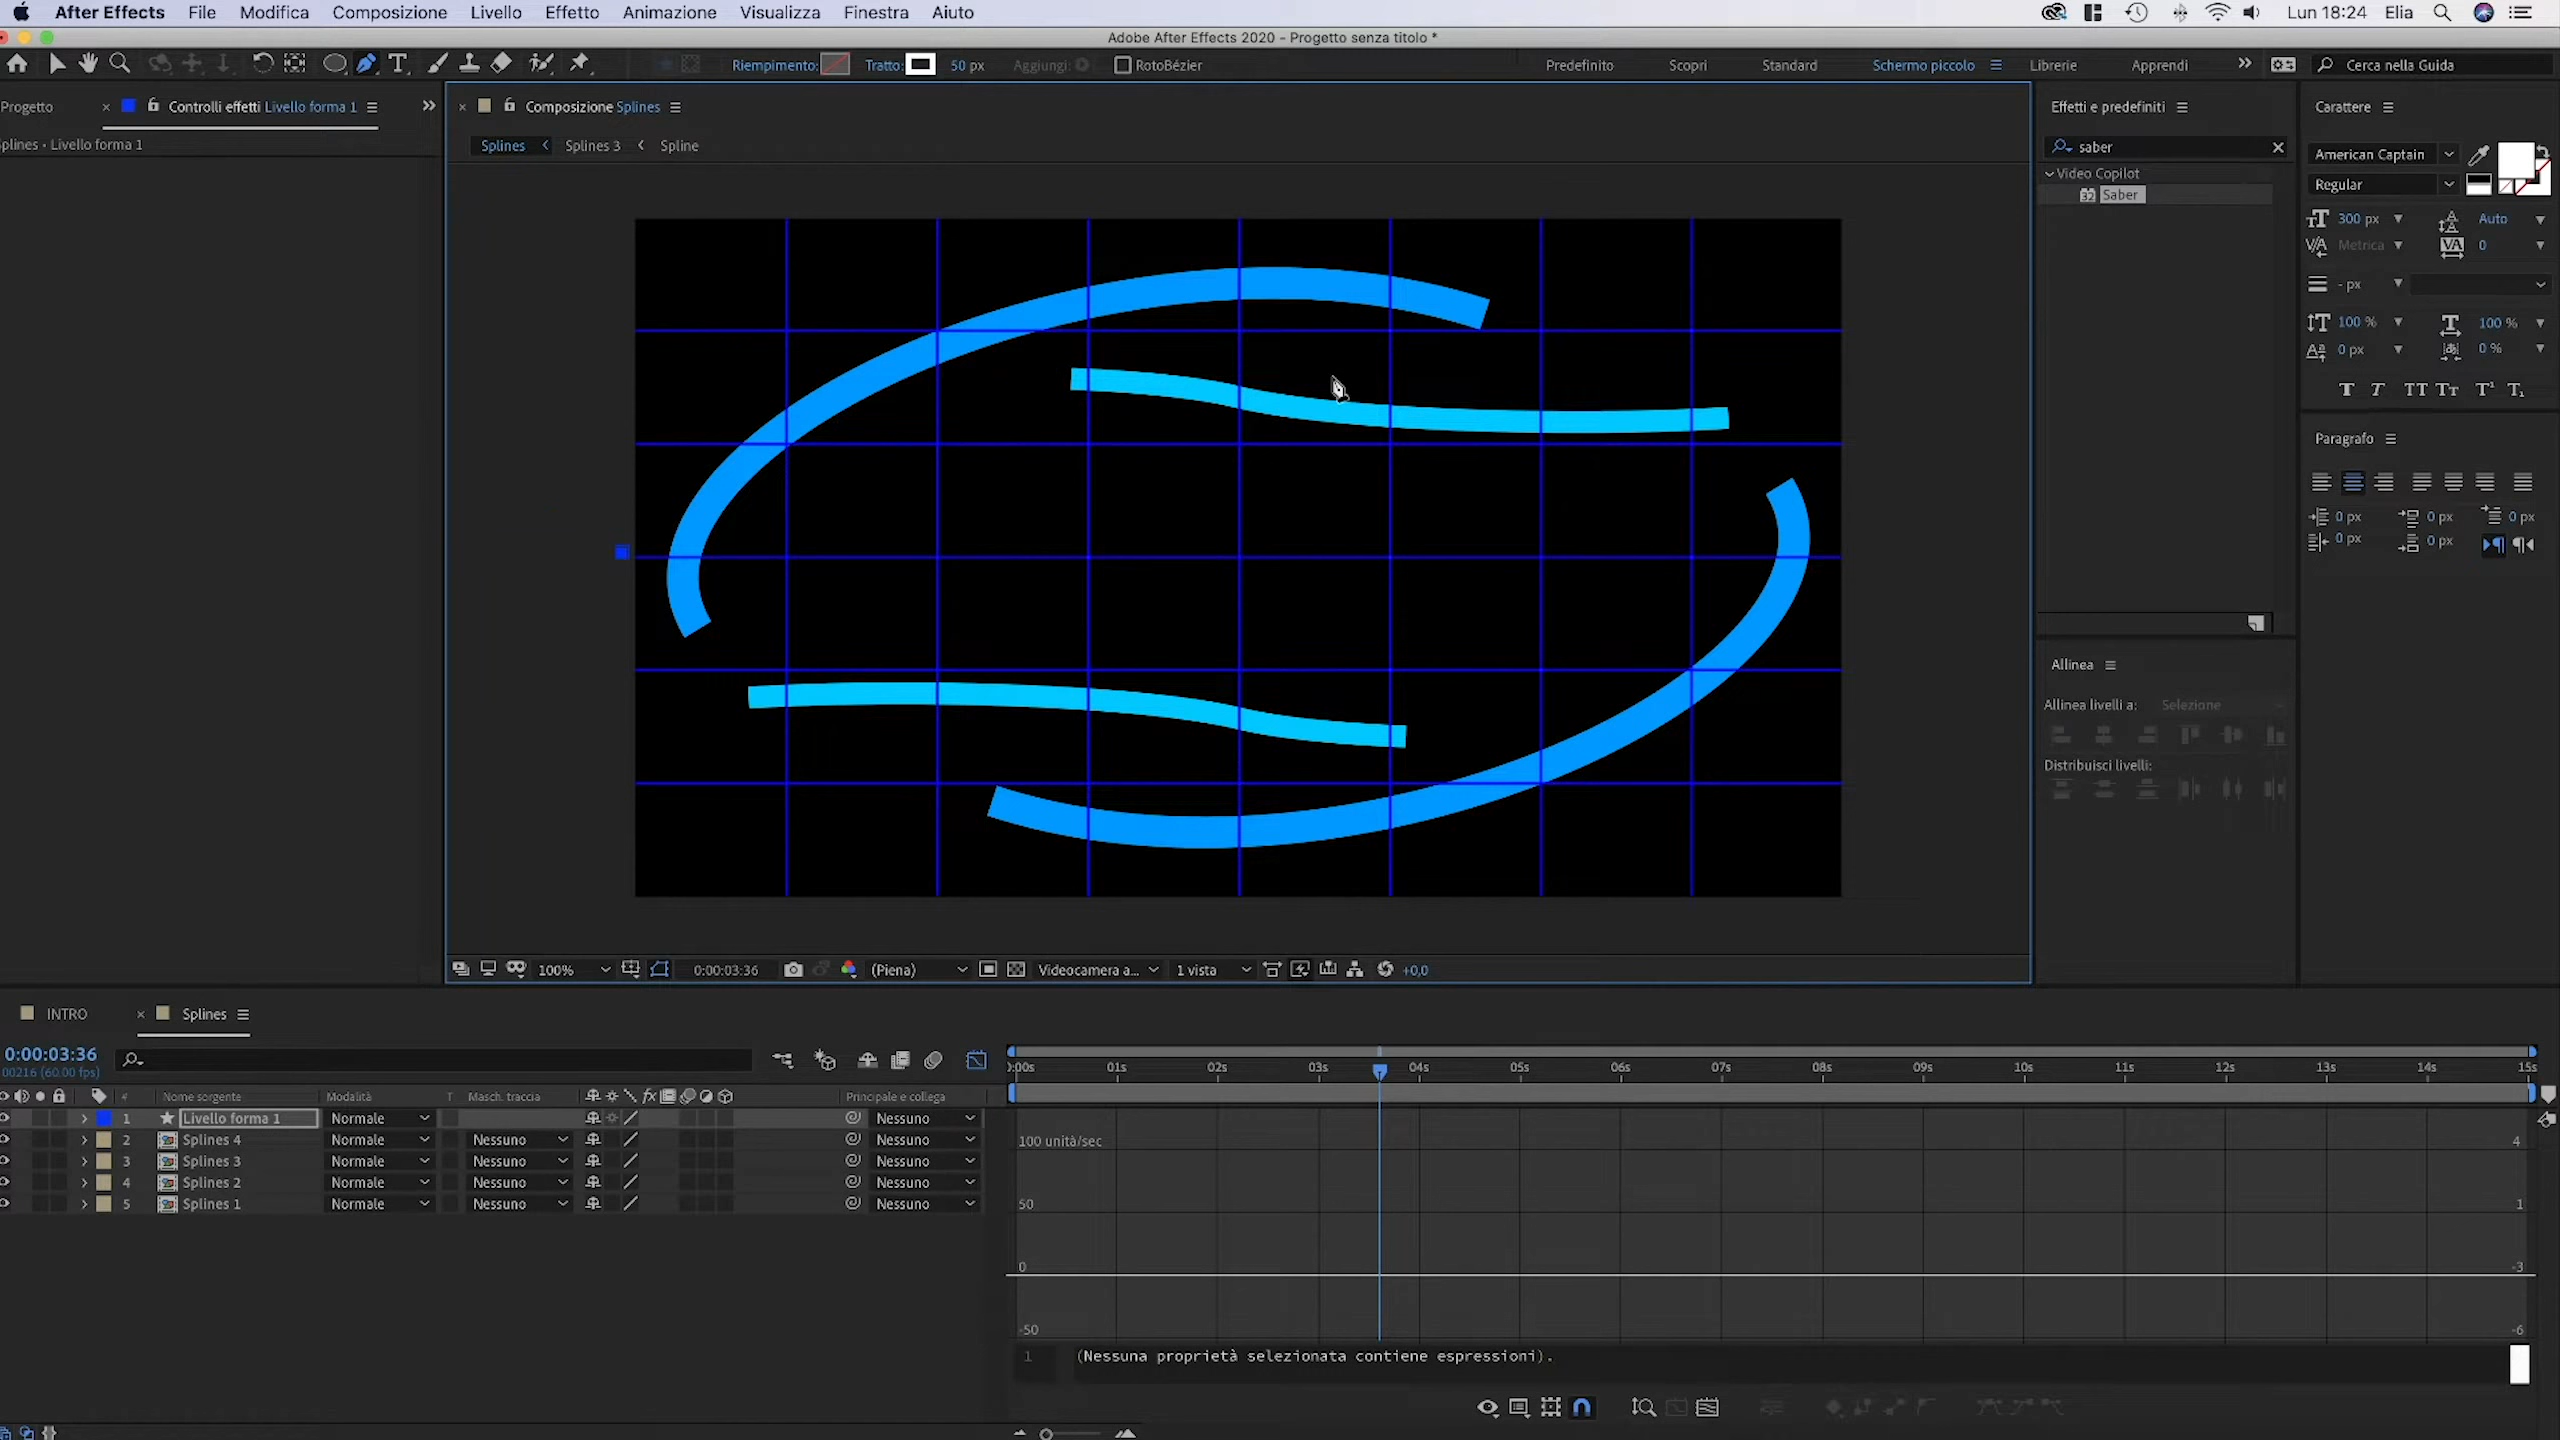 After Effects File Modifica Composizione Livello Effetto Animazione Visualizza Finestra Aiuto Lun 18:24 Elia
Adobe After Effects 2020 - Progetto senza titolo *
Riempimento: Tratto: 50 px Aggiungi: RotoBézier Predefinito Scopri Standard Schermo piccolo Librerie Apprendi Cerca nella Guida
Progetto Controlli effetti Livello forma 1 Composizione Splines Effetti e predefiniti Carattere
plines • Livello forma 1 Splines Splines 3 Spline
saber
Video Copilot
32 Saber
American Captain
Regular
300 px Auto
Metrica 0
- px
100 % 100 %
0 px 0 %
Paragrafo
0 px 0 px 0 px
0 px 0 px
Allinea
Allinea livelli a: Selezione
Distribuisci livelli:
100% 0:00:03:36 (Piena) Videocamera a... 1 vista +0,0
INTRO Splines
0:00:03:36
00216 (60.00 fps)
:00s 01s 02s 03s 04s 05s 06s 07s 08s 09s 10s 11s 12s 13s 14s 15s
# Nome sorgente Modalità T Masch. traccia fx Principale e collega
1 Livello forma 1 Normale Nessuno
2 Splines 4 Normale Nessuno Nessuno
3 Splines 3 Normale Nessuno Nessuno
4 Splines 2 Normale Nessuno Nessuno
5 Splines 1 Normale Nessuno Nessuno
100 unità/sec 4
50 1
0 -3
-50 -6
1 (Nessuna proprietà selezionata contiene espressioni).